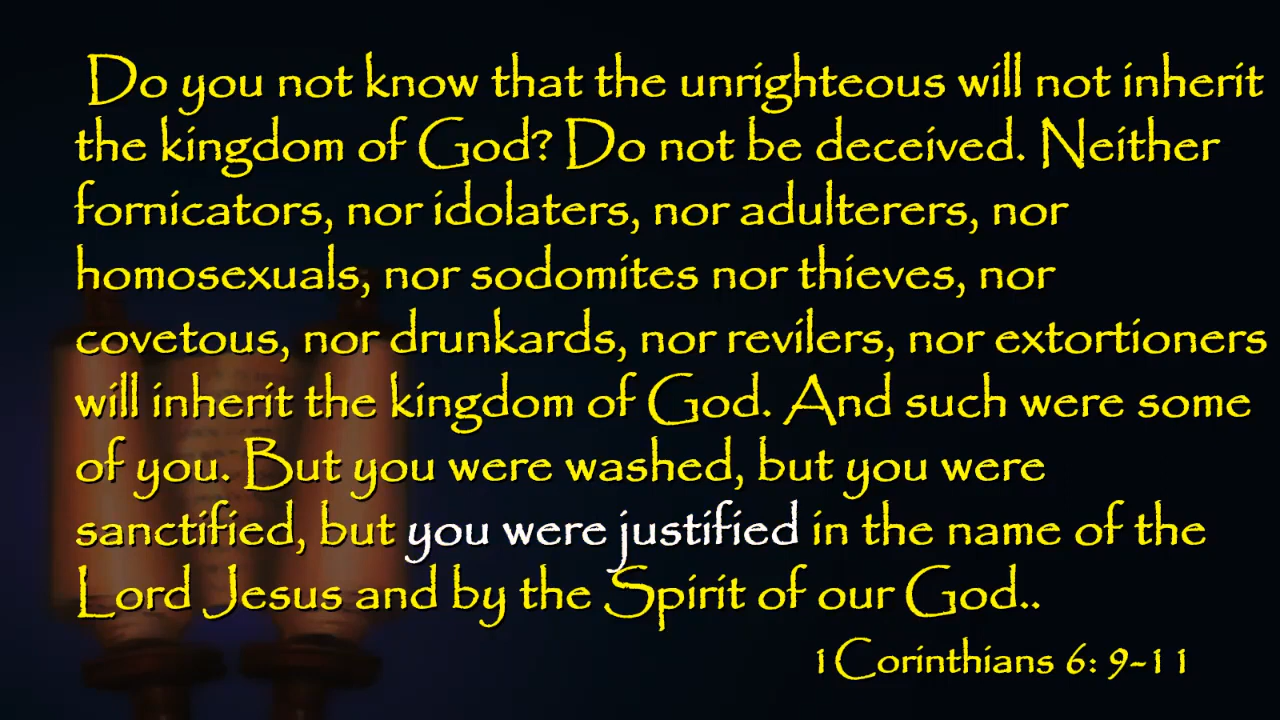 Do you not know that the unrighteous will not inherit
the kingdom of God? Do not be deceived. Neither
fornicators, nor idolaters, nor adulterers, nor
homosexuals, nor sodomites nor thieves, nor
covetous, nor drunkards, nor revilers, nor extortioners
will inherit the kingdom of God. And such were some
of you. But you were washed, but you were
sanctified, but you were justified in the name of the
Lord Jesus and by the Spirit of our God..
1 Corinthians 6: 9-11